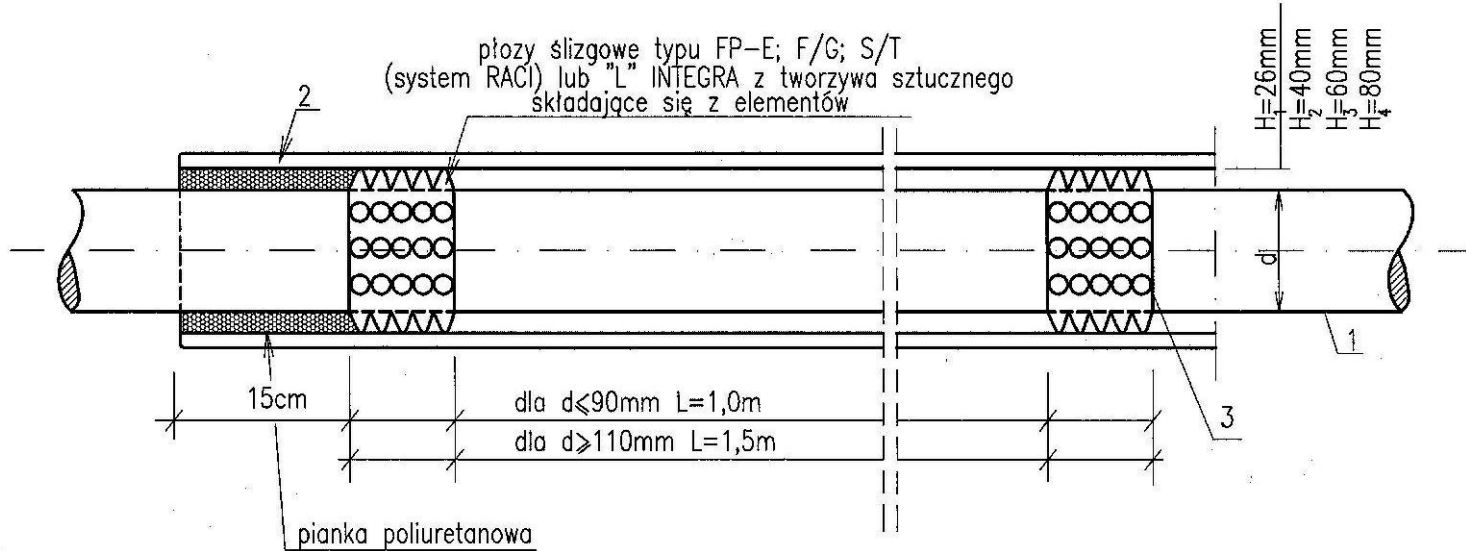 płozy ślizgowe typu FP-E; F/G; S/T
(system RACI) lub "L" INTEGRA z tworzywa sztucznego
składające się z elementów
2
H₁=26mm
H₂=40mm
H₃=60mm
H₄=80mm
d
1
15cm
dla d⩽90mm L=1,0m
3
dla d⩾110mm L=1,5m
pianka poliuretanowa